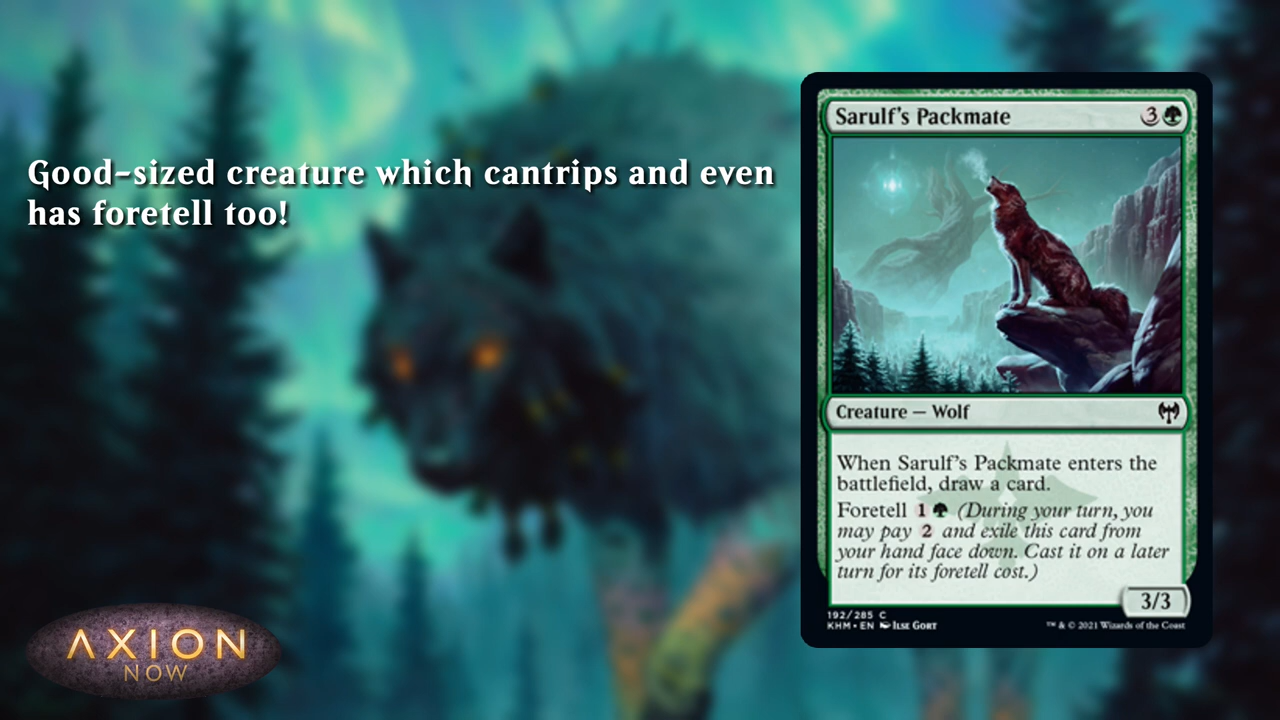 Good-sized creature which cantrips and even
has foretell too!
Sarulf's Packmate 3
Creature — Wolf
When Sarulf's Packmate enters the
battlefield, draw a card.
Foretell 1 (During your turn, you
may pay 2 and exile this card from
your hand face down. Cast it on a later
turn for its foretell cost.)
3/3
192/285 C
KHM • EN Ilse Gort
™ & © 2021 Wizards of the Coast
AXION
NOW